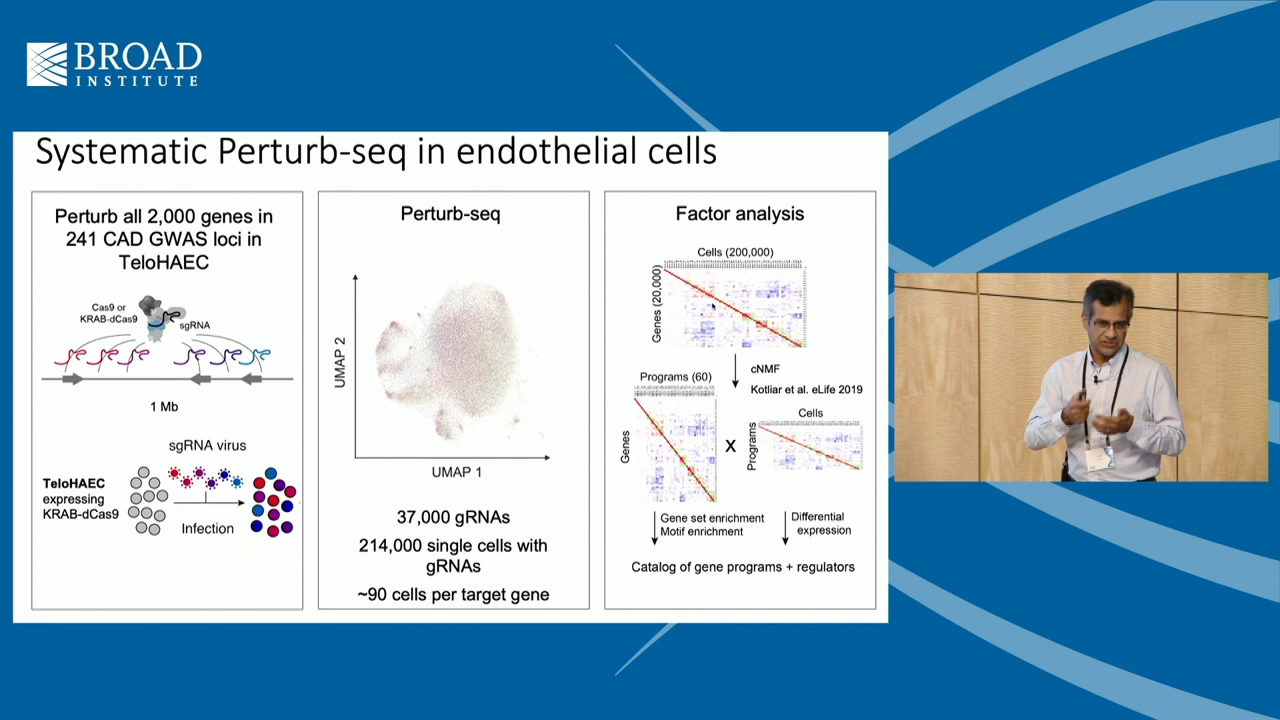 BROAD
INSTITUTE
Systematic Perturb-seq in endothelial cells
Perturb all 2,000 genes in
241 CAD GWAS loci in
TeloHAEC
Cas9 or
KRAB-dCas9
sgRNA
1 Mb
sgRNA virus
TeloHAEC
expressing
KRAB-dCas9
Infection
Perturb-seq
UMAP 2
UMAP 1
37,000 gRNAs
214,000 single cells with
gRNAs
~90 cells per target gene
Factor analysis
Cells (200,000)
Genes (20,000)
cNMF
Kotliar et al. eLife 2019
Programs (60)
Genes
X
Cells
Programs
Gene set enrichment
Motif enrichment
Differential
expression
Catalog of gene programs + regulators